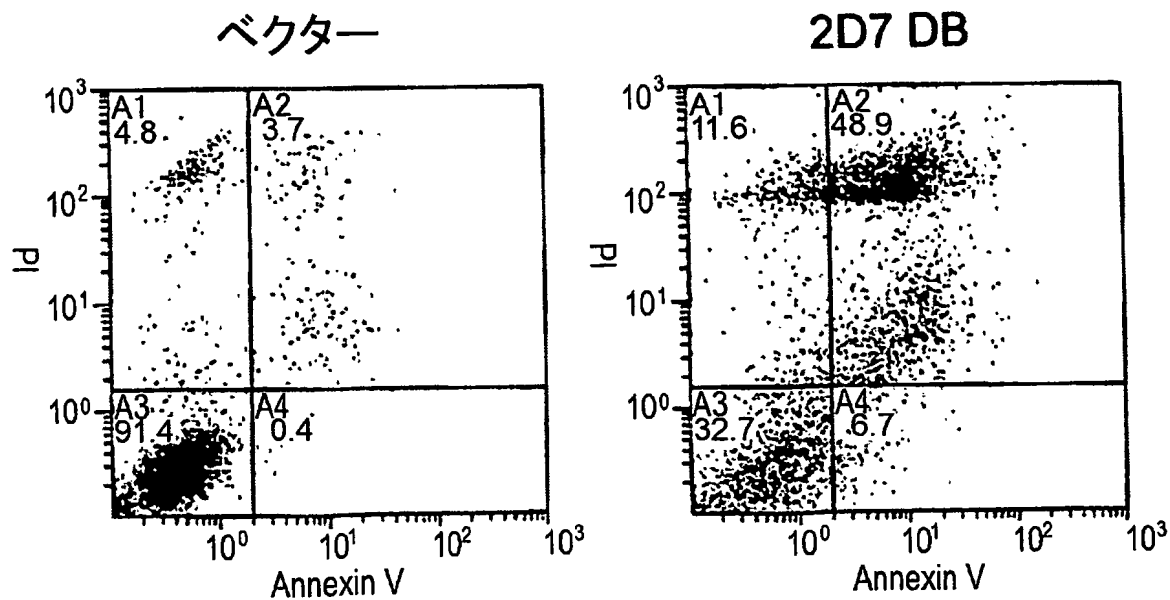 ベクター
10³
10²
10¹
10⁰
PI
A1
4.8
A2
3.7
A3
91.4
A4
0.4
10⁰ 10¹ 10² 10³
Annexin V
2D7 DB
10³
10²
10¹
10⁰
PI
A1
11.6
A2
48.9
A3
32.7
A4
6.7
10⁰ 10¹ 10² 10³
Annexin V